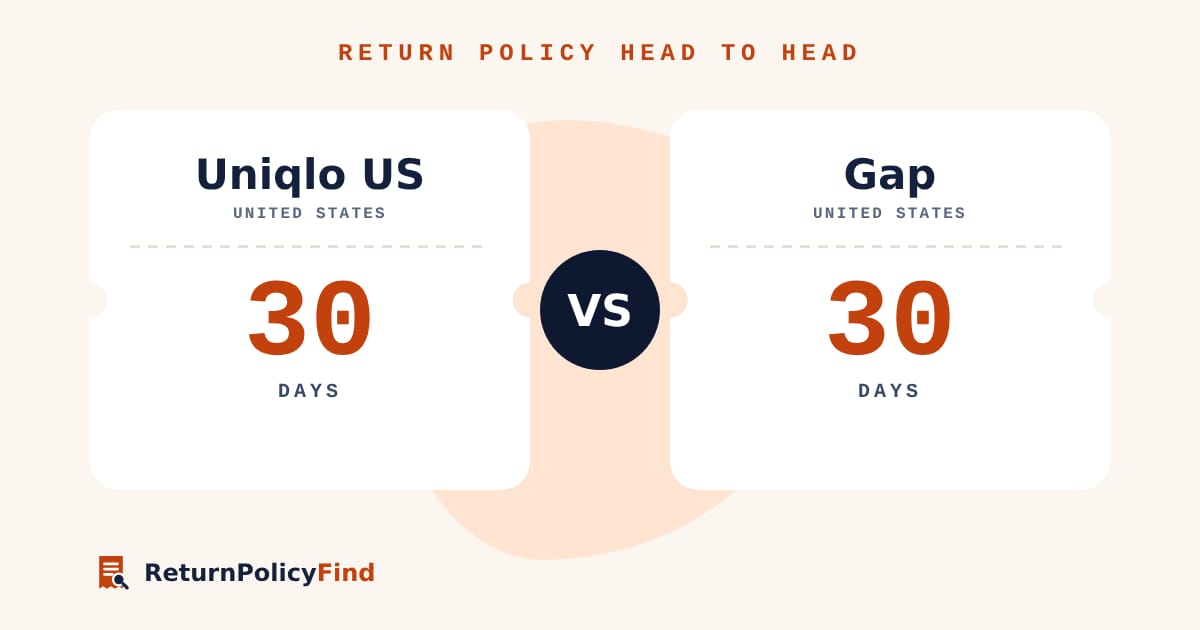 RETURN POLICY HEAD TO HEAD
Uniqlo US
UNITED STATES
30
DAYS
VS
Gap
UNITED STATES
30
DAYS
ReturnPolicyFind